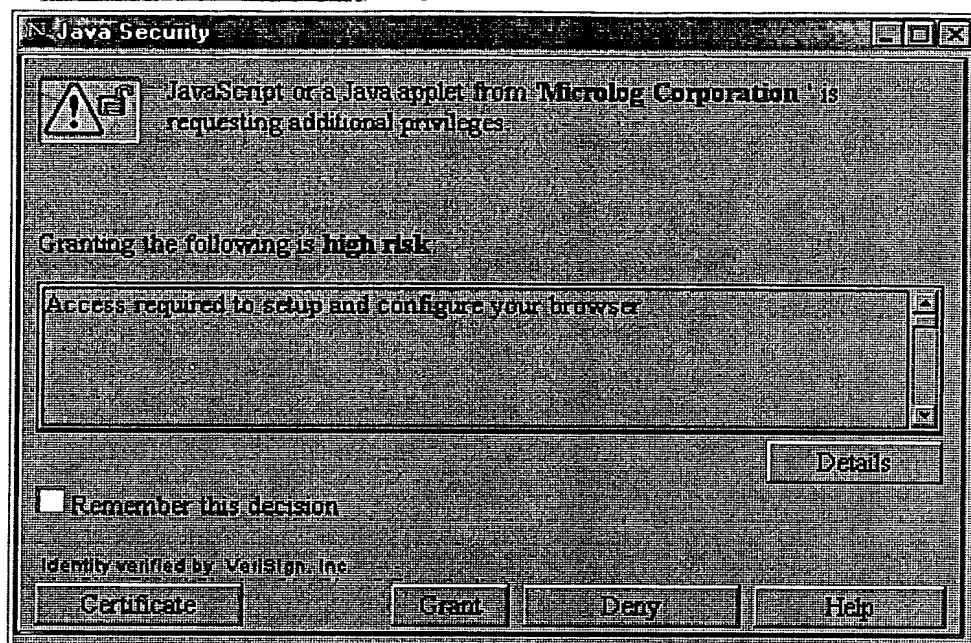 Java Security
JavaScript or a Java applet from 'Microlog Corporation ' is
requesting additional privileges.
Granting the following is high risk
Access required to setup and configure your browser
Details
Remember this decision
Identity verified by VeriSign, Inc.
Certificate Grant Deny Help